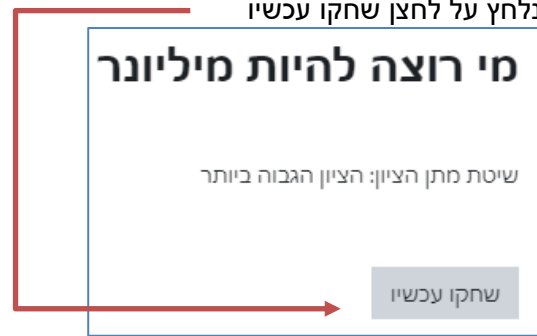 נלחץ על לחצן שחקו עכשיו
מי רוצה להיות מיליונר
שיטת מתן הציון: הציון הגבוה ביותר
שחקו עכשיו